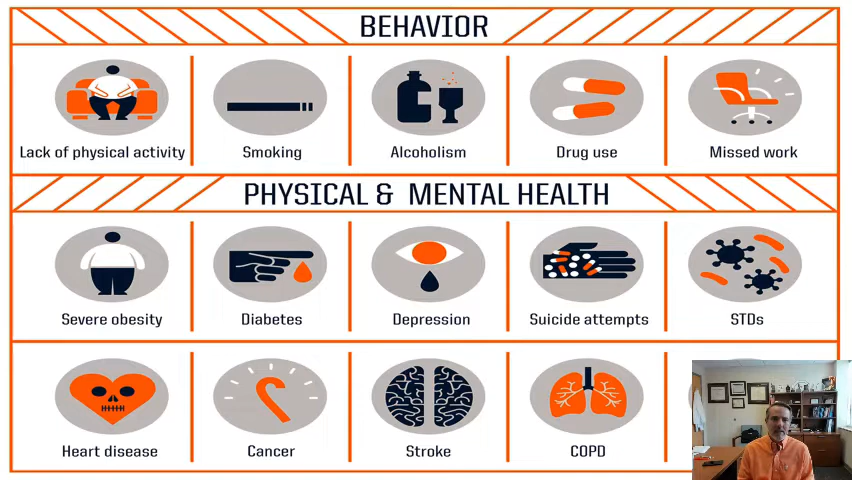 BEHAVIOR
Lack of physical activity
Smoking
Alcoholism
Drug use
Missed work
PHYSICAL & MENTAL HEALTH
Severe obesity
Diabetes
Depression
Suicide attempts
STDs
Heart disease
Cancer
Stroke
COPD